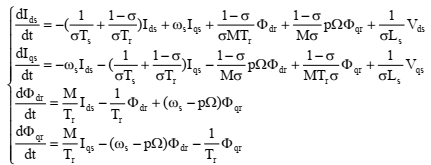 dI_ds/dt = -(1/σT_s + 1-σ/σT_r)I_ds + ω_s I_qs + 1-σ/σMT_r Φ_dr + 1-σ/Mσ pΩΦ_qr + 1/σL_s V_ds
dI_qs/dt = -ω_s I_ds - (1/σT_s + 1-σ/σT_r)I_qs - 1-σ/Mσ pΩΦ_dr + 1-σ/MT_rσ Φ_qr + 1/σL_s V_qs
dΦ_dr/dt = M/T_r I_ds - 1/T_r Φ_dr + (ω_s - pΩ)Φ_qr
dΦ_qr/dt = M/T_r I_qs - (ω_s - pΩ)Φ_dr - 1/T_r Φ_qr